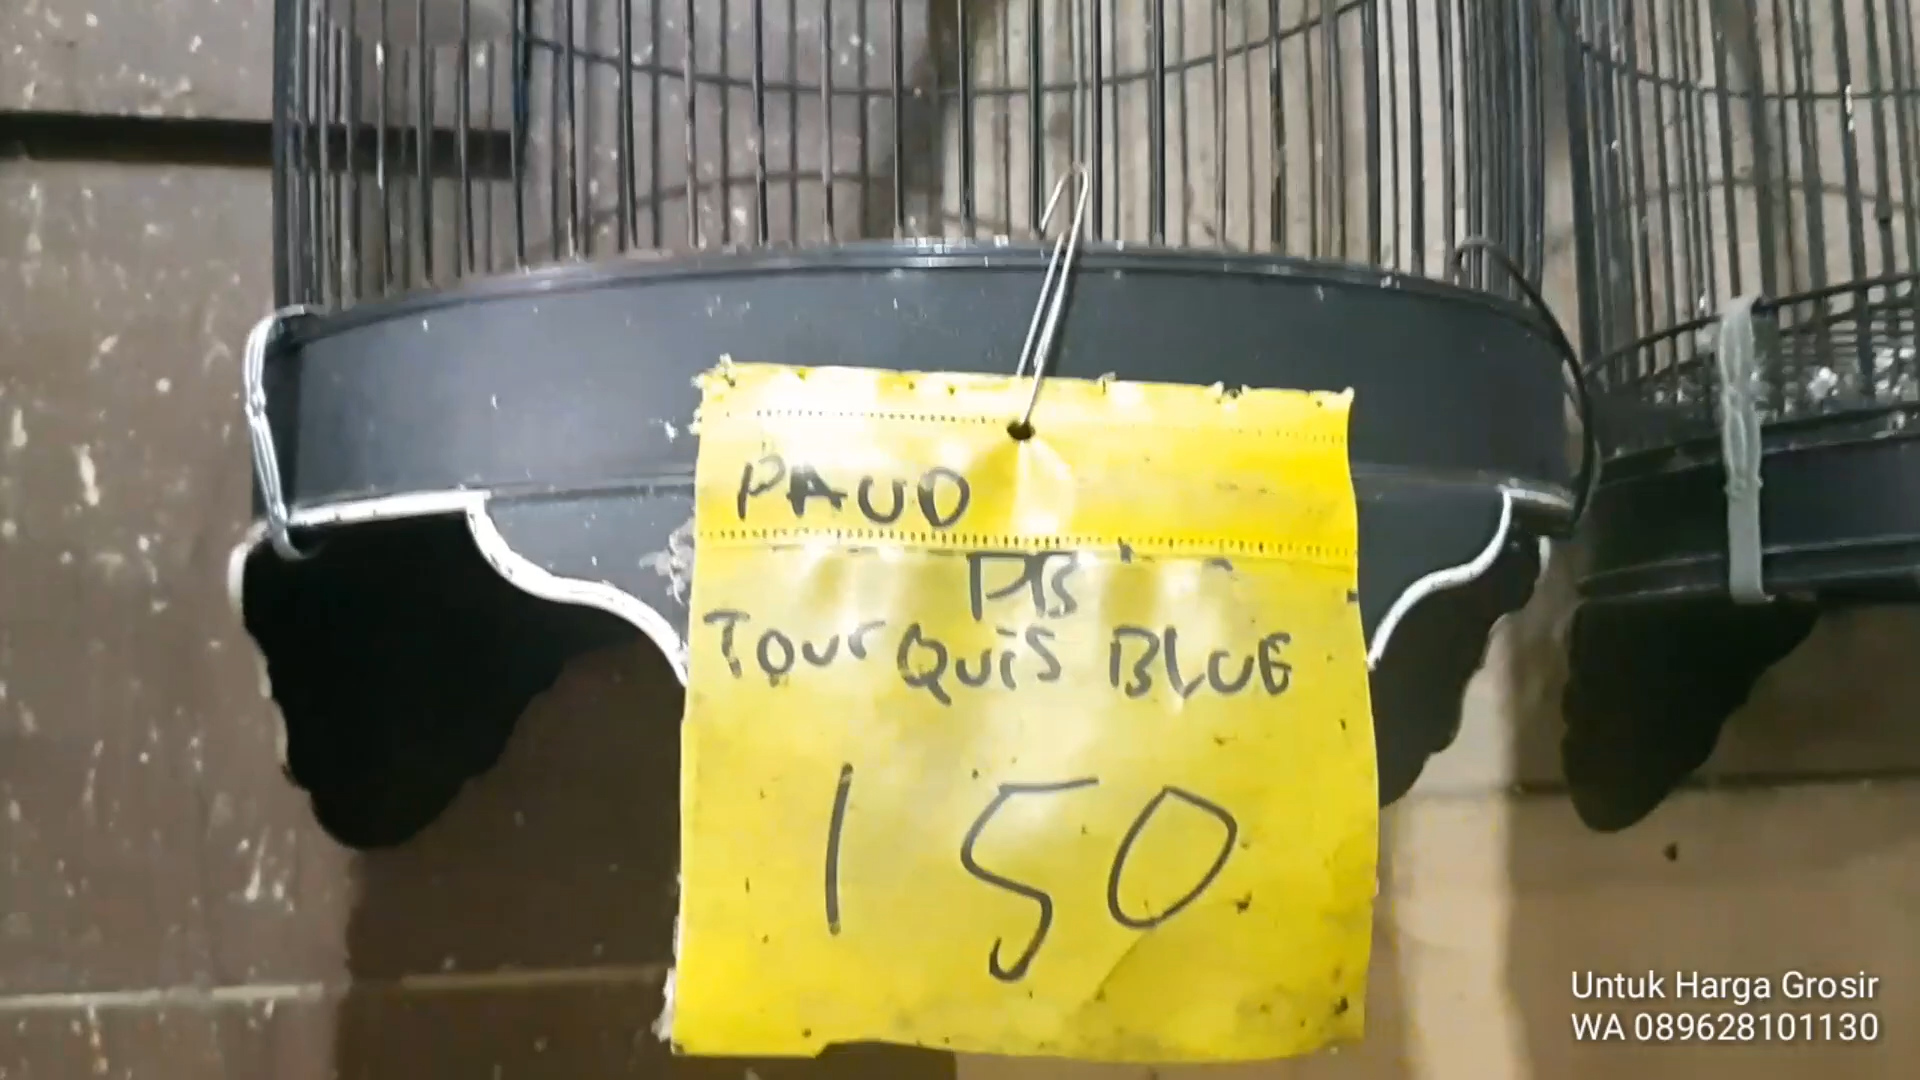 PAUD
PB
TourQuis BLUE
150
Untuk Harga Grosir
WA 089628101130